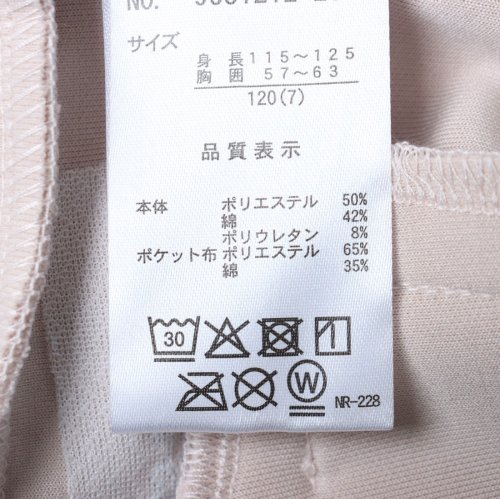 NO.
サイズ
身 長 115～125
胸 囲 57～63
120(7)
品質表示
本体 ポリエステル 50%
綿 42%
ポリウレタン 8%
ポケット布 ポリエステル 65%
綿 35%
30
W
NR-228